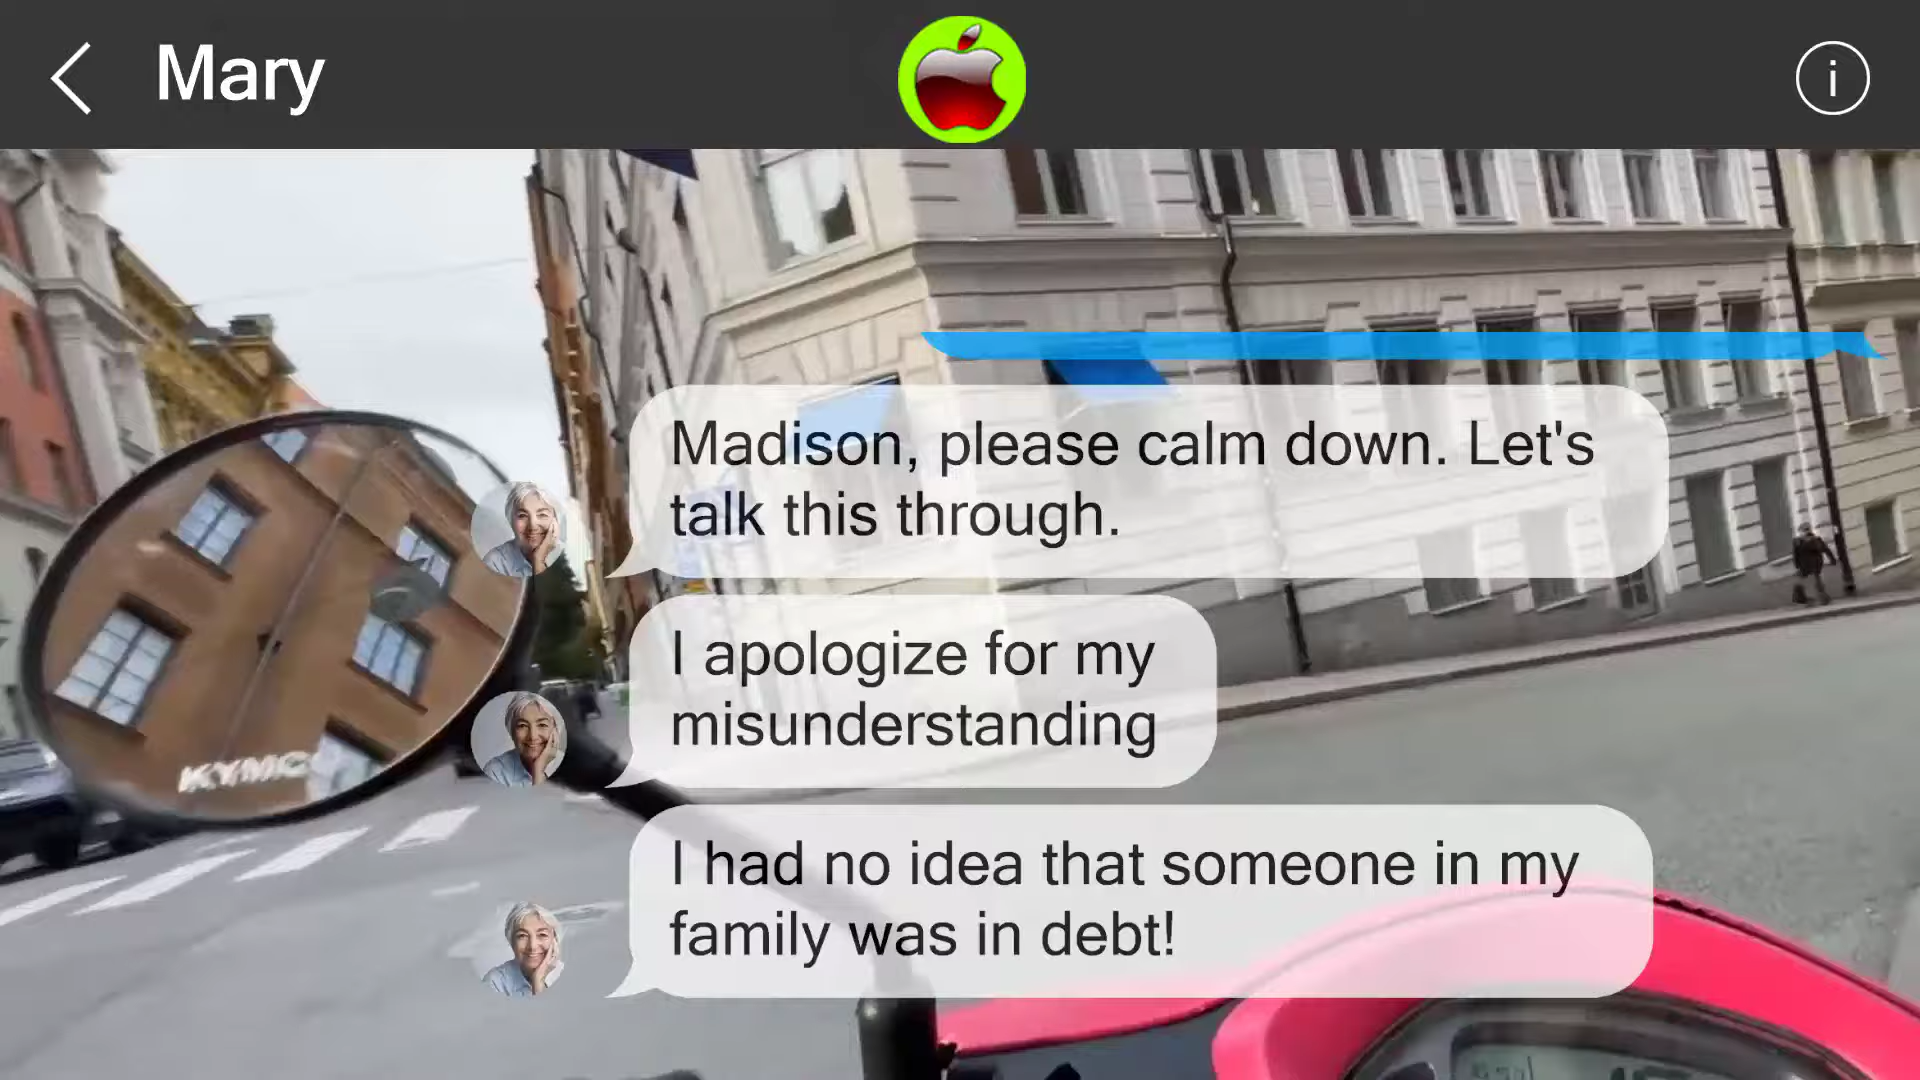 Mary
Madison, please calm down. Let's
talk this through.
I apologize for my
misunderstanding
I had no idea that someone in my
family was in debt!